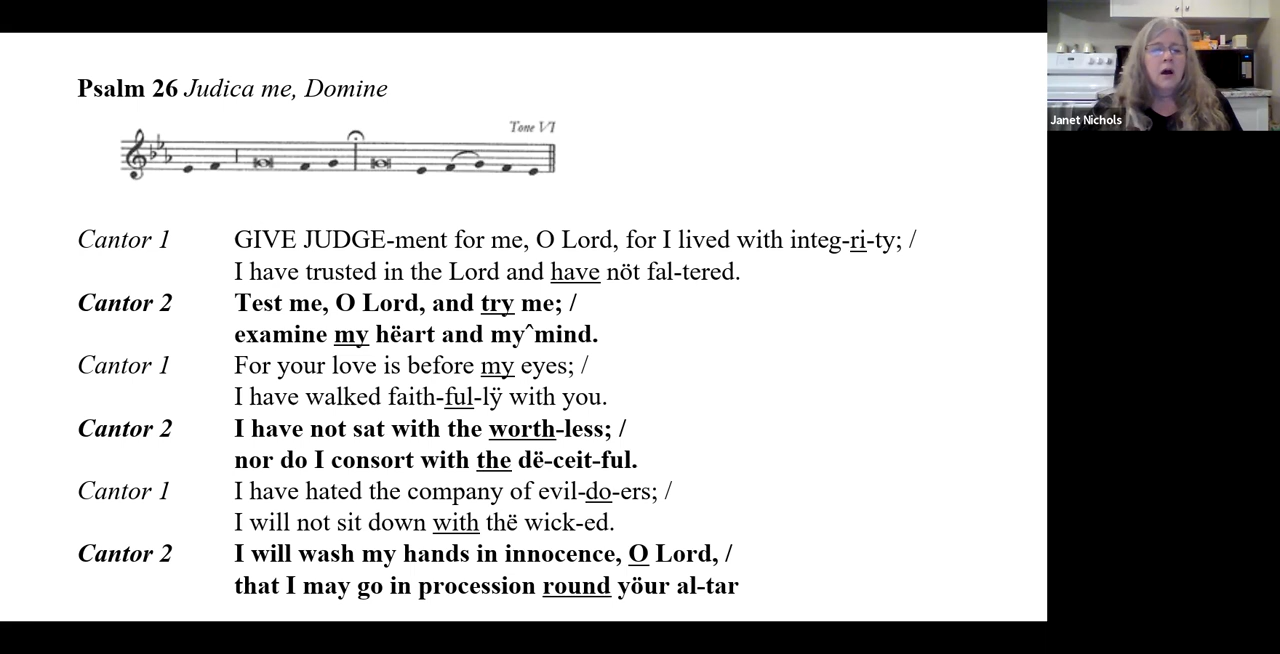 Psalm 26 Judica me, Domine
Tone VI
Cantor 1 GIVE JUDGE-ment for me, O Lord, for I lived with integ-ri-ty; /
I have trusted in the Lord and have nöt fal-tered.
Cantor 2 Test me, O Lord, and try me; /
examine my hëart and my^mind.
Cantor 1 For your love is before my eyes; /
I have walked faith-ful-lÿ with you.
Cantor 2 I have not sat with the worth-less; /
nor do I consort with the dë-ceit-ful.
Cantor 1 I have hated the company of evil-do-ers; /
I will not sit down with thë wick-ed.
Cantor 2 I will wash my hands in innocence, O Lord, /
that I may go in procession round yöur al-tar
Janet Nichols